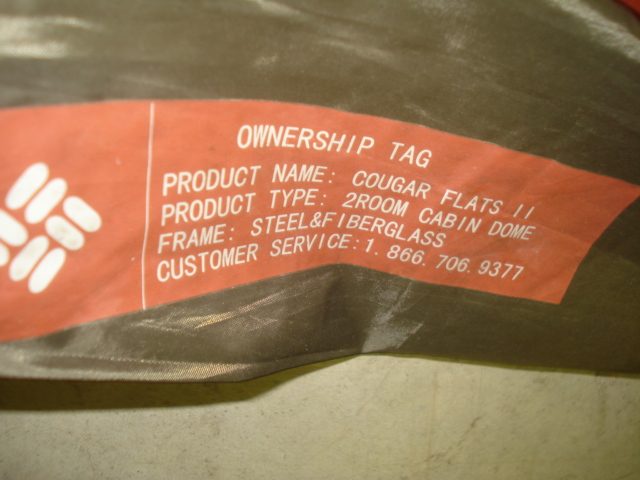 OWNERSHIP TAG
PRODUCT NAME: COUGAR FLATS II
PRODUCT TYPE: 2ROOM CABIN DOME
FRAME: STEEL&FIBERGLASS
CUSTOMER SERVICE:1.866.706.9377